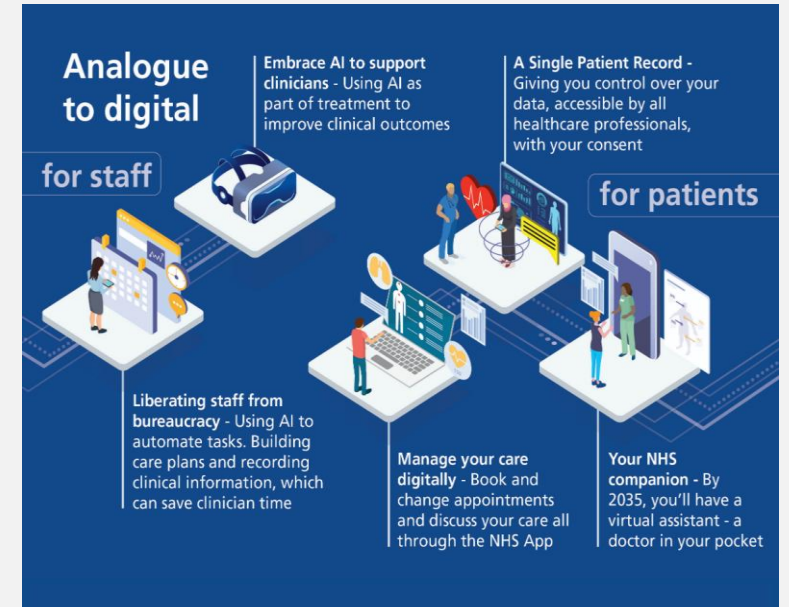 Analogue
to digital
for staff
Embrace AI to support
clinicians - Using AI as
part of treatment to
improve clinical outcomes
A Single Patient Record -
Giving you control over your
data, accessible by all
healthcare professionals,
with your consent
for patients
Liberating staff from
bureaucracy - Using AI to
automate tasks. Building
care plans and recording
clinical information, which
can save clinician time
Manage your care
digitally - Book and
change appointments
and discuss your care all
through the NHS App
Your NHS
companion - By
2035, you’ll have a
virtual assistant - a
doctor in your pocket